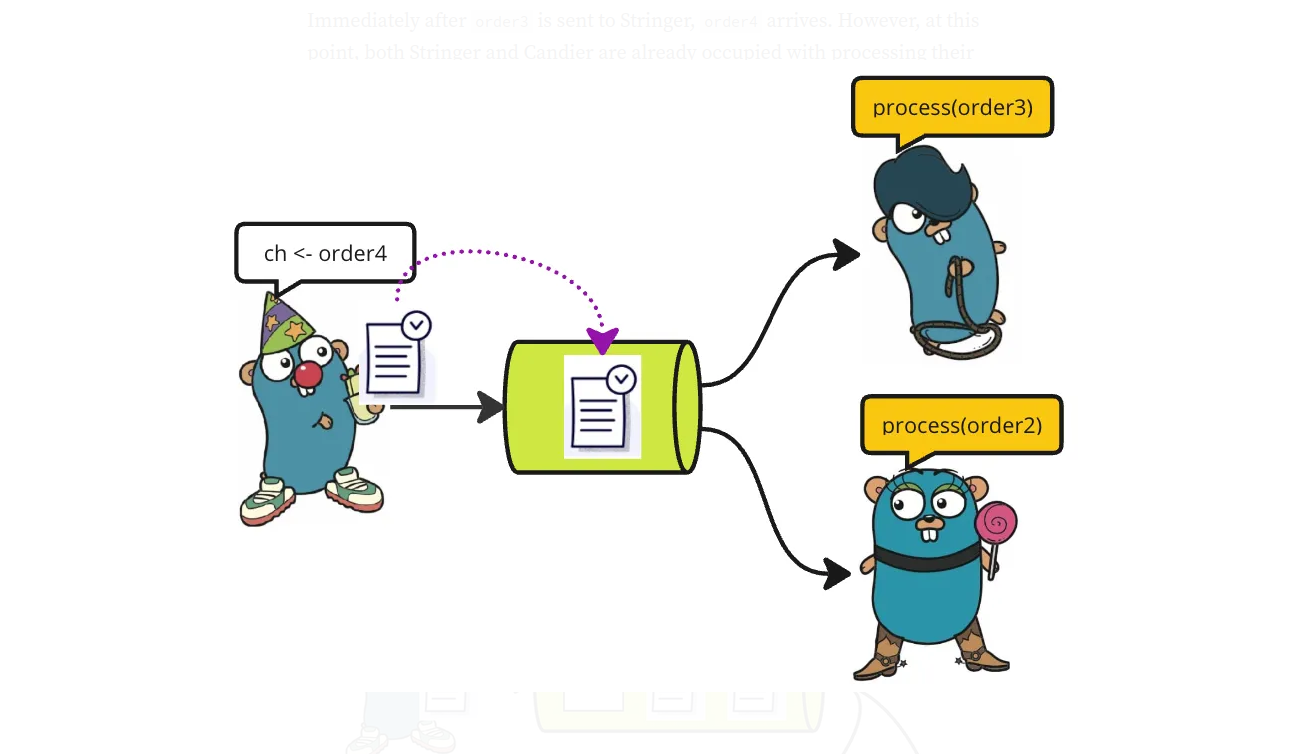 Immediately after order3 is sent to Stringer, order4 arrives. However, at this
point, both Stringer and Candier are already occupied with processing their
process(order3)
ch <- order4
process(order2)